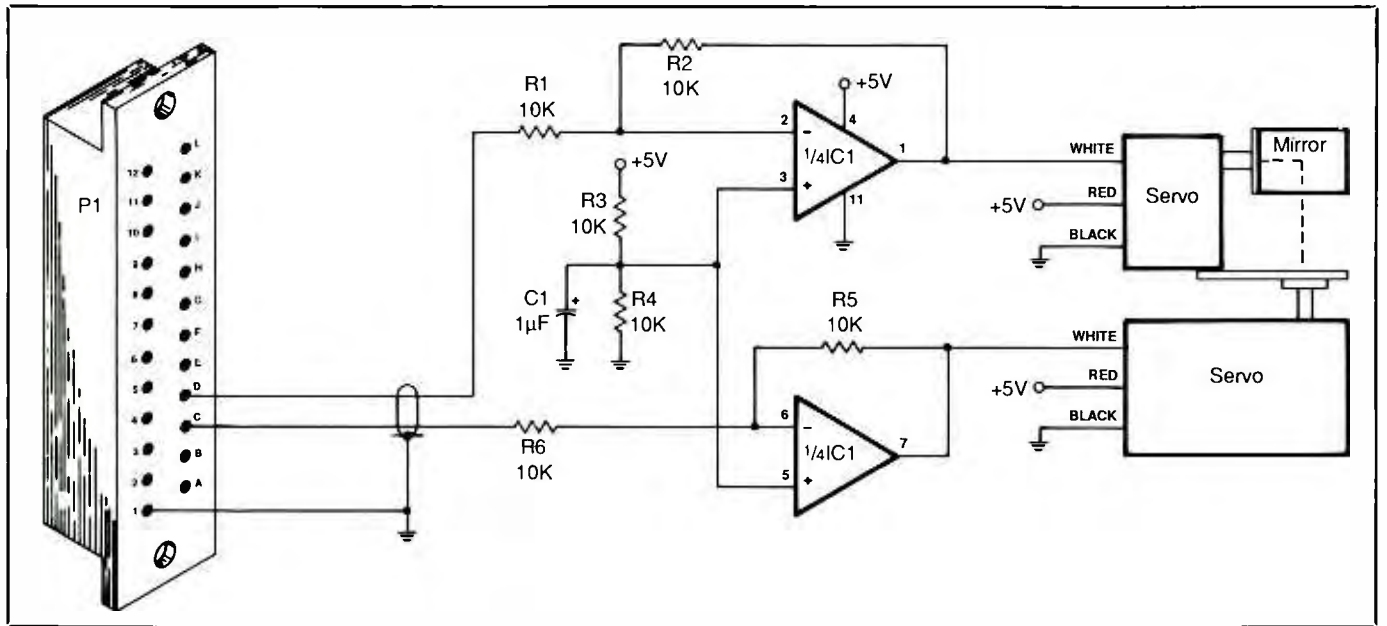 P1
12
11
10
9
8
7
6
5
4
3
2
1
L
K
J
I
H
G
F
E
D
C
B
A
R1
10K
R2
10K
+5V
R3
10K
C1
+
1µF
R4
10K
+5V
2
-
3
+
4
1/4IC1
1
11
R5
10K
R6
10K
6
-
5
+
1/4IC1
7
WHITE
+5V
RED
BLACK
Servo
Mirror
WHITE
+5V
RED
BLACK
Servo